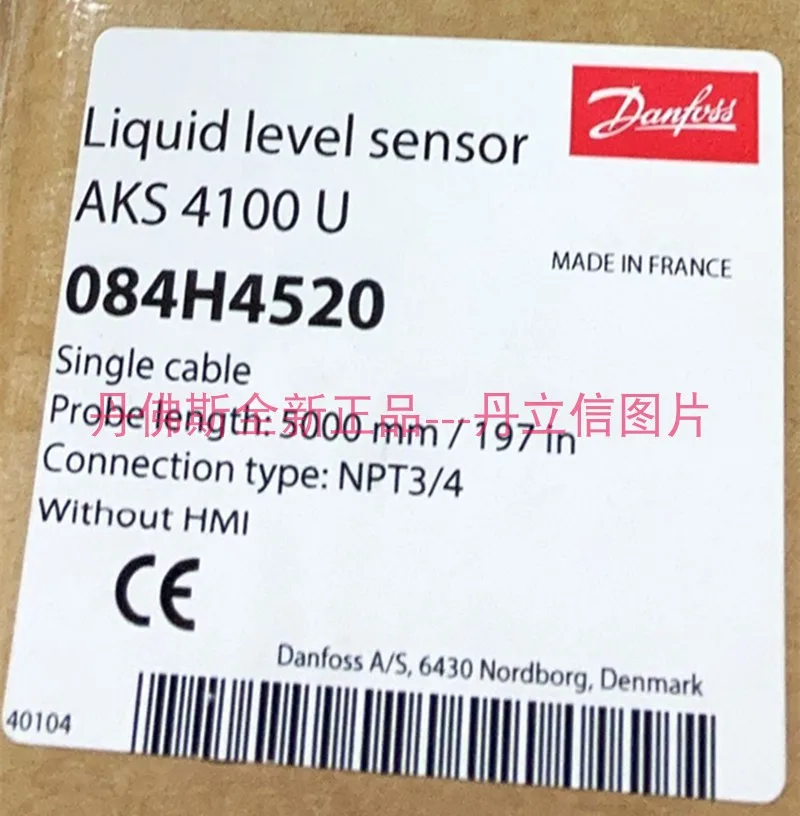 Danfoss
Liquid level sensor
AKS 4100 U
MADE IN FRANCE
084H4520
Single cable
Probe length: 5000 mm / 197 in
丹佛斯全新正品---丹立信图片
Connection type: NPT3/4
Without HMI
CE
Danfoss A/S, 6430 Nordborg, Denmark
40104